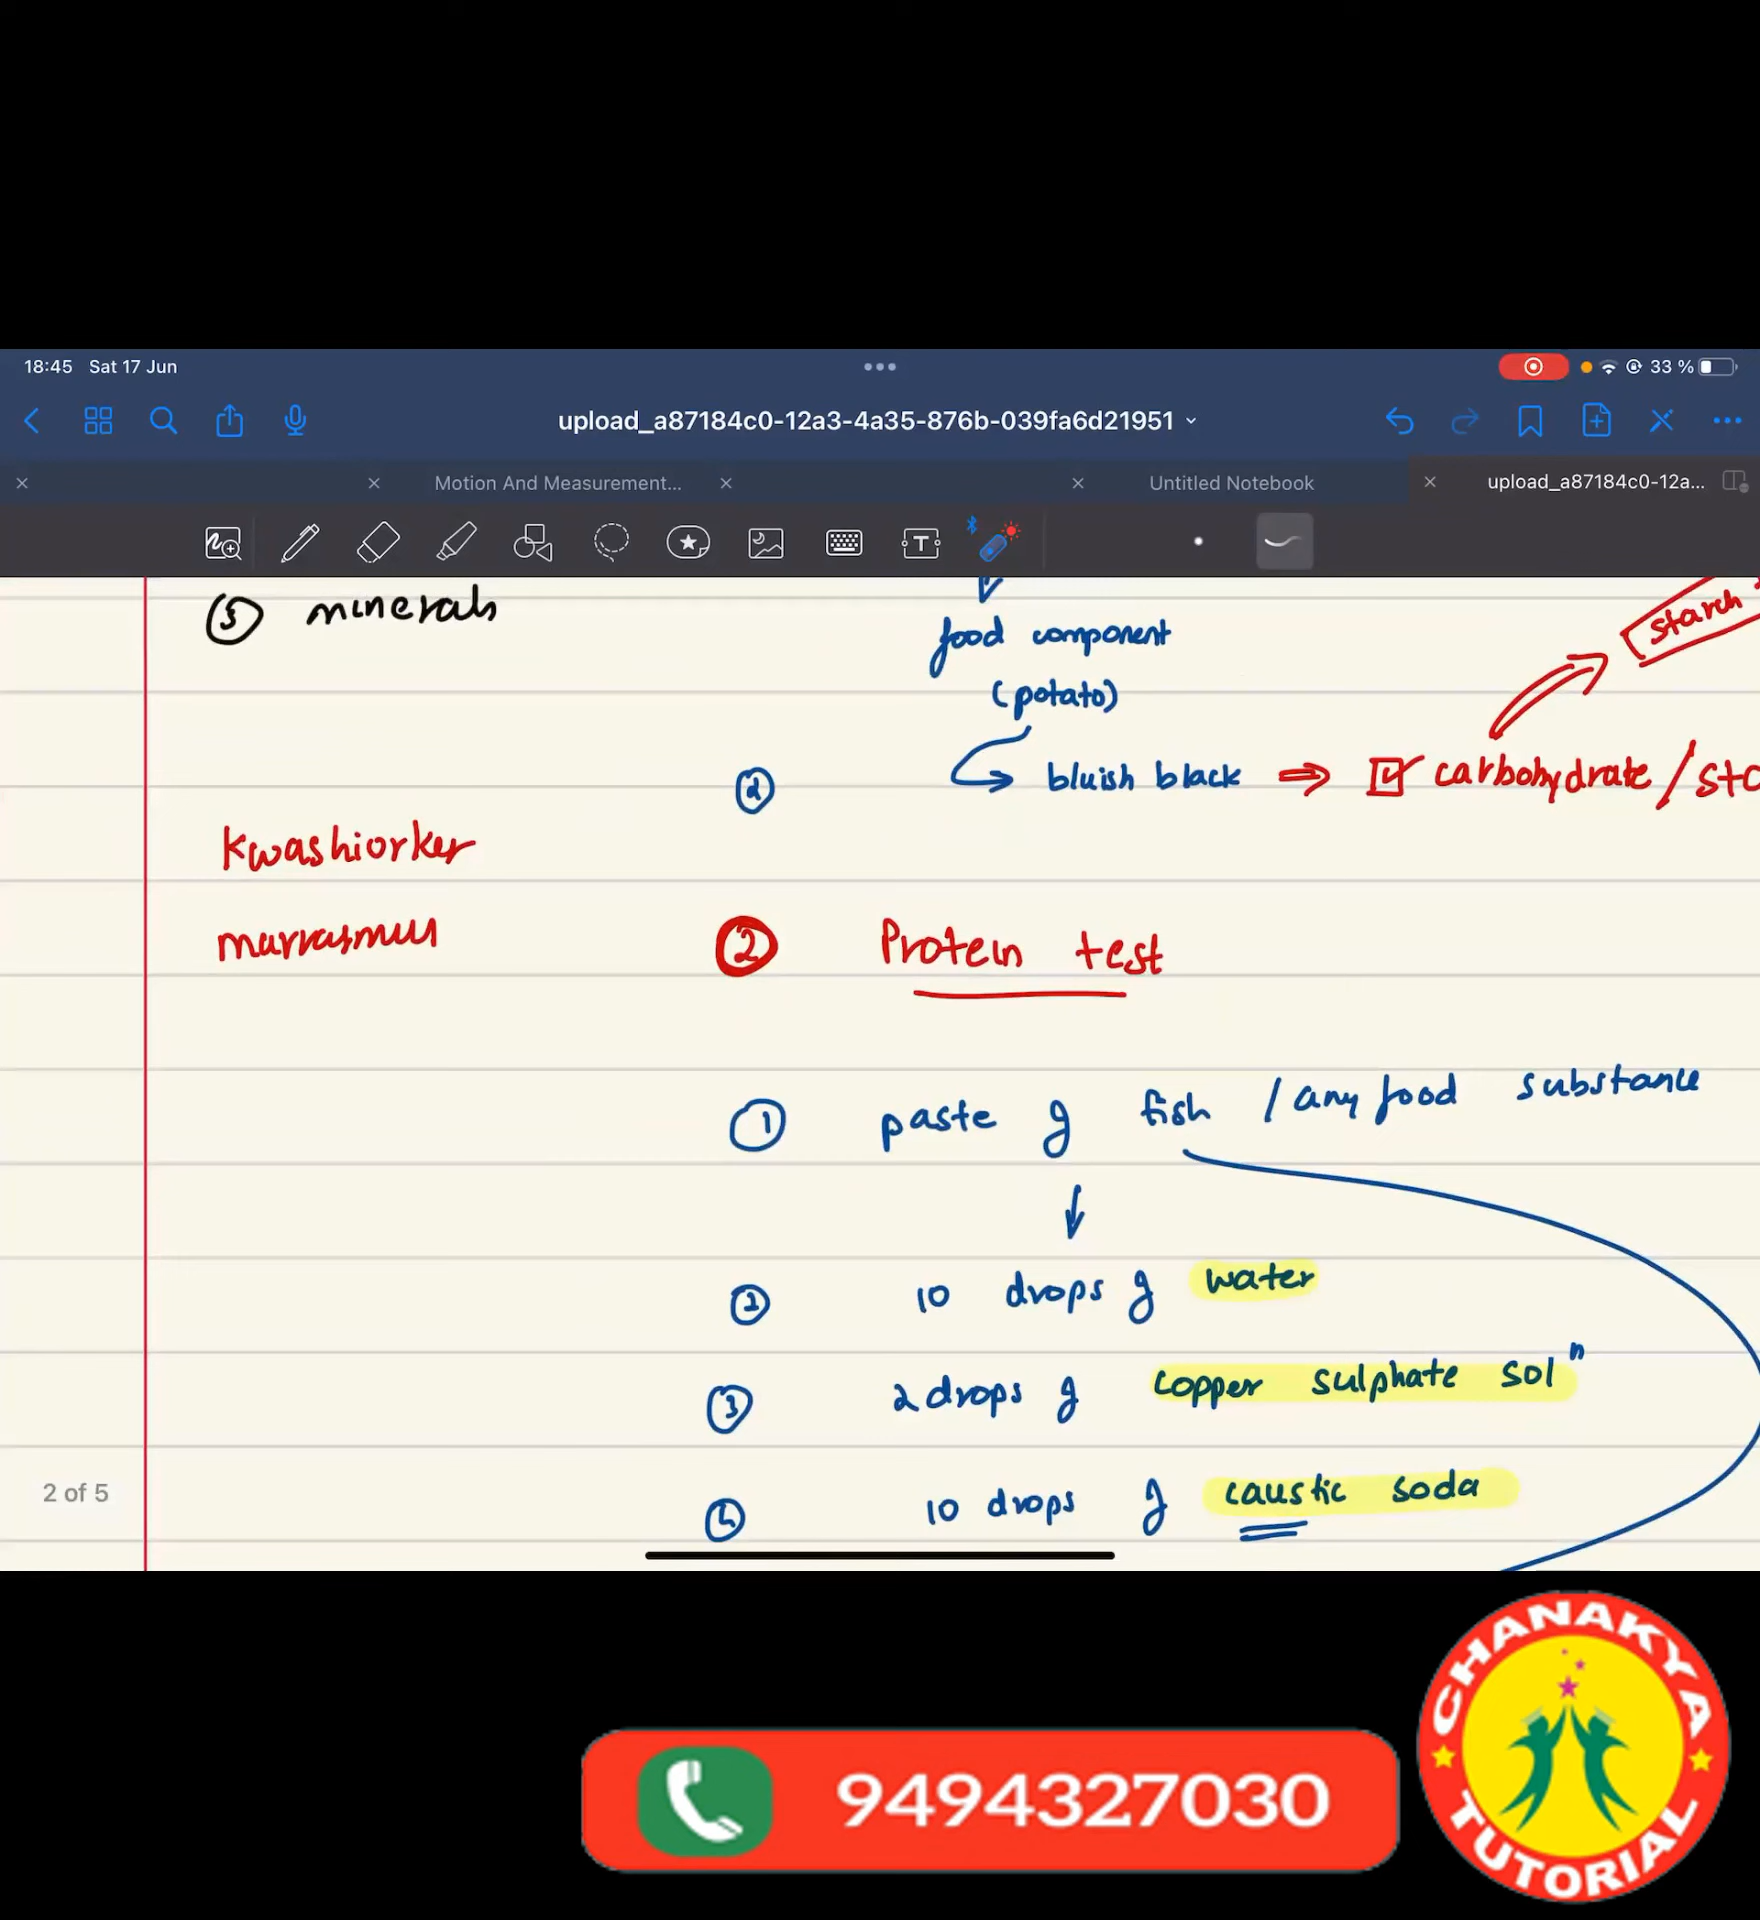 18:45 Sat 17 Jun
33 %
upload_a87184c0-12a3-4a35-876b-039fa6d21951
Motion And Measurement...
Untitled Notebook
upload_a87184c0-12a...
5 minerals
food component
(potato)
starch
2
bluish black ⇒ carbohydrate /
Kwashiorker
marrasmus
2 Protein test
1 paste of fish / any food substance
2 10 drops of water
3 2 drops of copper sulphate solⁿ
4 10 drops of caustic soda
2 of 5
CHANAKYA
TUTORIAL
9494327030